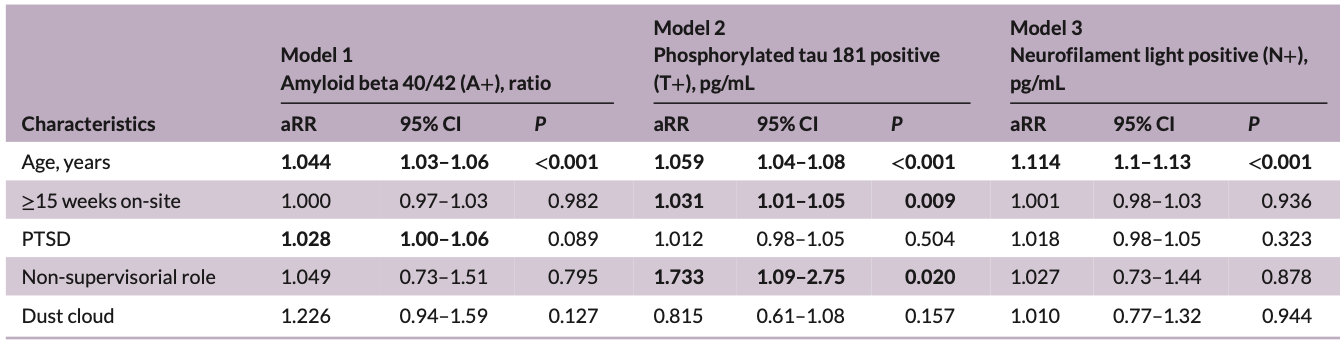 Model 1
Amyloid beta 40/42 (A+), ratio
Model 2
Phosphorylated tau 181 positive
(T+), pg/mL
Model 3
Neurofilament light positive (N+),
pg/mL
Characteristics aRR 95% CI P aRR 95% CI P aRR 95% CI P
Age, years 1.044 1.03–1.06 <0.001 1.059 1.04–1.08 <0.001 1.114 1.1–1.13 <0.001
≥15 weeks on-site 1.000 0.97–1.03 0.982 1.031 1.01–1.05 0.009 1.001 0.98–1.03 0.936
PTSD 1.028 1.00–1.06 0.089 1.012 0.98–1.05 0.504 1.018 0.98–1.05 0.323
Non-supervisorial role 1.049 0.73–1.51 0.795 1.733 1.09–2.75 0.020 1.027 0.73–1.44 0.878
Dust cloud 1.226 0.94–1.59 0.127 0.815 0.61–1.08 0.157 1.010 0.77–1.32 0.944